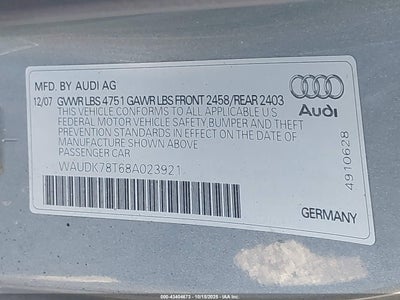 MFD. BY AUDI AG
12/07 GVWR LBS 4751 GAWR LBS FRONT 2458/REAR 2403
THIS VEHICLE CONFORMS TO ALL APPLICABLE U.S.
FEDERAL MOTOR VEHICLE SAFETY,BUMPER AND THEFT
PREVENTION STANDARDS IN EFFECT ON THE DATE OF
MANUFACTURE SHOWN ABOVE
PASSENGER CAR
WAUDK78T68A023921
Audi
4910628
GERMANY